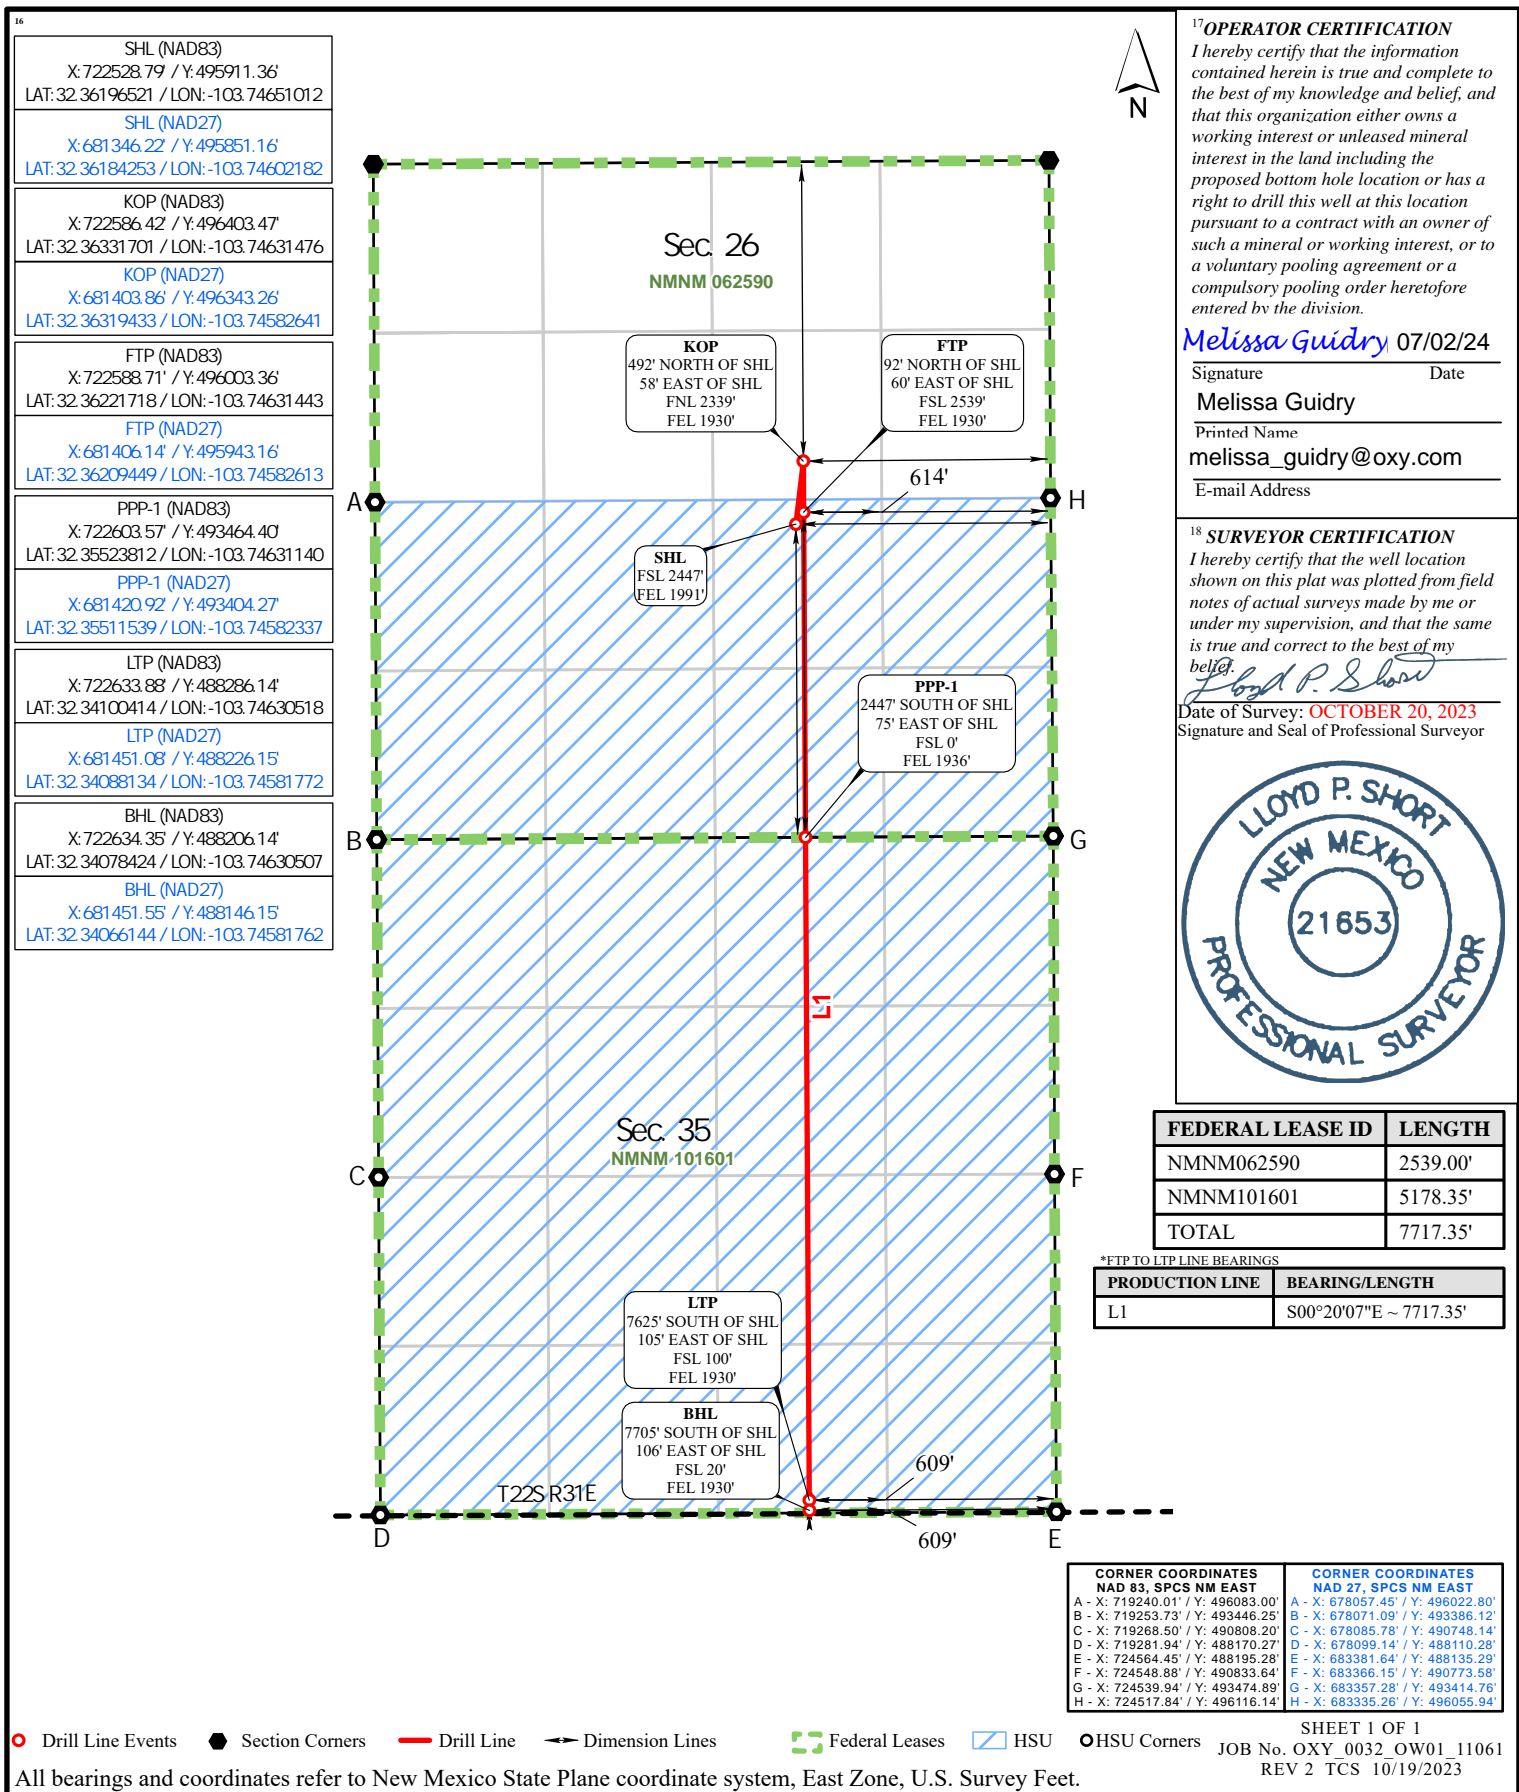 16
SHL (NAD83)
X:722528.79' / Y:495911.36'
LAT:32.36196521 / LON:-103.74651012
SHL (NAD27)
X:681346.22' / Y:495851.16'
LAT:32.36184253 / LON:-103.74602182
KOP (NAD83)
X:722586.42' / Y:496403.47'
LAT:32.36331701 / LON:-103.74631476
KOP (NAD27)
X:681403.86' / Y:496343.26'
LAT:32.36319433 / LON:-103.74582641
FTP (NAD83)
X:722588.71' / Y:496003.36'
LAT:32.36221718 / LON:-103.74631443
FTP (NAD27)
X:681406.14' / Y:495943.16'
LAT:32.36209449 / LON:-103.74582613
PPP-1 (NAD83)
X:722603.57' / Y:493464.40'
LAT:32.35523812 / LON:-103.74631140
PPP-1 (NAD27)
X:681420.92' / Y:493404.27'
LAT:32.35511539 / LON:-103.74582337
LTP (NAD83)
X:722633.88' / Y:488286.14'
LAT:32.34100414 / LON:-103.74630518
LTP (NAD27)
X:681451.08' / Y:488226.15'
LAT:32.34088134 / LON:-103.74581772
BHL (NAD83)
X:722634.35' / Y:488206.14'
LAT:32.34078424 / LON:-103.74630507
BHL (NAD27)
X:681451.55' / Y:488146.15'
LAT:32.34066144 / LON:-103.74581762
N
Sec. 26
NMNM 062590
KOP
492' NORTH OF SHL
58' EAST OF SHL
FNL 2339'
FEL 1930'
FTP
92' NORTH OF SHL
60' EAST OF SHL
FSL 2539'
FEL 1930'
614'
A
H
SHL
FSL 2447'
FEL 1991'
PPP-1
2447' SOUTH OF SHL
75' EAST OF SHL
FSL 0'
FEL 1936'
B
G
L1
Sec. 35
NMNM 101601
C
F
LTP
7625' SOUTH OF SHL
105' EAST OF SHL
FSL 100'
FEL 1930'
BHL
7705' SOUTH OF SHL
106' EAST OF SHL
FSL 20'
FEL 1930'
609'
T22S R31E
609'
D
E
17 OPERATOR CERTIFICATION
I hereby certify that the information
contained herein is true and complete to
the best of my knowledge and belief, and
that this organization either owns a
working interest or unleased mineral
interest in the land including the
proposed bottom hole location or has a
right to drill this well at this location
pursuant to a contract with an owner of
such a mineral or working interest, or to
a voluntary pooling agreement or a
compulsory pooling order heretofore
entered by the division.
Melissa Guidry 07/02/24
Signature Date
Melissa Guidry
Printed Name
melissa_guidry@oxy.com
E-mail Address
18 SURVEYOR CERTIFICATION
I hereby certify that the well location
shown on this plat was plotted from field
notes of actual surveys made by me or
under my supervision, and that the same
is true and correct to the best of my
belief.
Lloyd P. Short
Date of Survey: OCTOBER 20, 2023
Signature and Seal of Professional Surveyor
LLOYD P. SHORT
NEW MEXICO
21653
PROFESSIONAL SURVEYOR
FEDERAL LEASE ID LENGTH
NMNM062590 2539.00'
NMNM101601 5178.35'
TOTAL 7717.35'
*FTP TO LTP LINE BEARINGS
PRODUCTION LINE BEARING/LENGTH
L1 S00°20'07"E ~ 7717.35'
CORNER COORDINATES
NAD 83, SPCS NM EAST
A - X: 719240.01' / Y: 496083.00'
B - X: 719253.73' / Y: 493446.25'
C - X: 719268.50' / Y: 490808.20'
D - X: 719281.94' / Y: 488170.27'
E - X: 724564.45' / Y: 488195.28'
F - X: 724548.88' / Y: 490833.64'
G - X: 724539.94' / Y: 493474.89'
H - X: 724517.84' / Y: 496116.14'
CORNER COORDINATES
NAD 27, SPCS NM EAST
A - X: 678057.45' / Y: 496022.80'
B - X: 678071.09' / Y: 493386.12'
C - X: 678085.78' / Y: 490748.14'
D - X: 678099.14' / Y: 488110.28'
E - X: 683381.64' / Y: 488135.29'
F - X: 683366.15' / Y: 490773.58'
G - X: 683357.28' / Y: 493414.76'
H - X: 683335.26' / Y: 496055.94'
Drill Line Events Section Corners Drill Line Dimension Lines Federal Leases HSU HSU Corners
SHEET 1 OF 1
JOB No. OXY_0032_OW01_11061
REV 2 TCS 10/19/2023
All bearings and coordinates refer to New Mexico State Plane coordinate system, East Zone, U.S. Survey Feet.